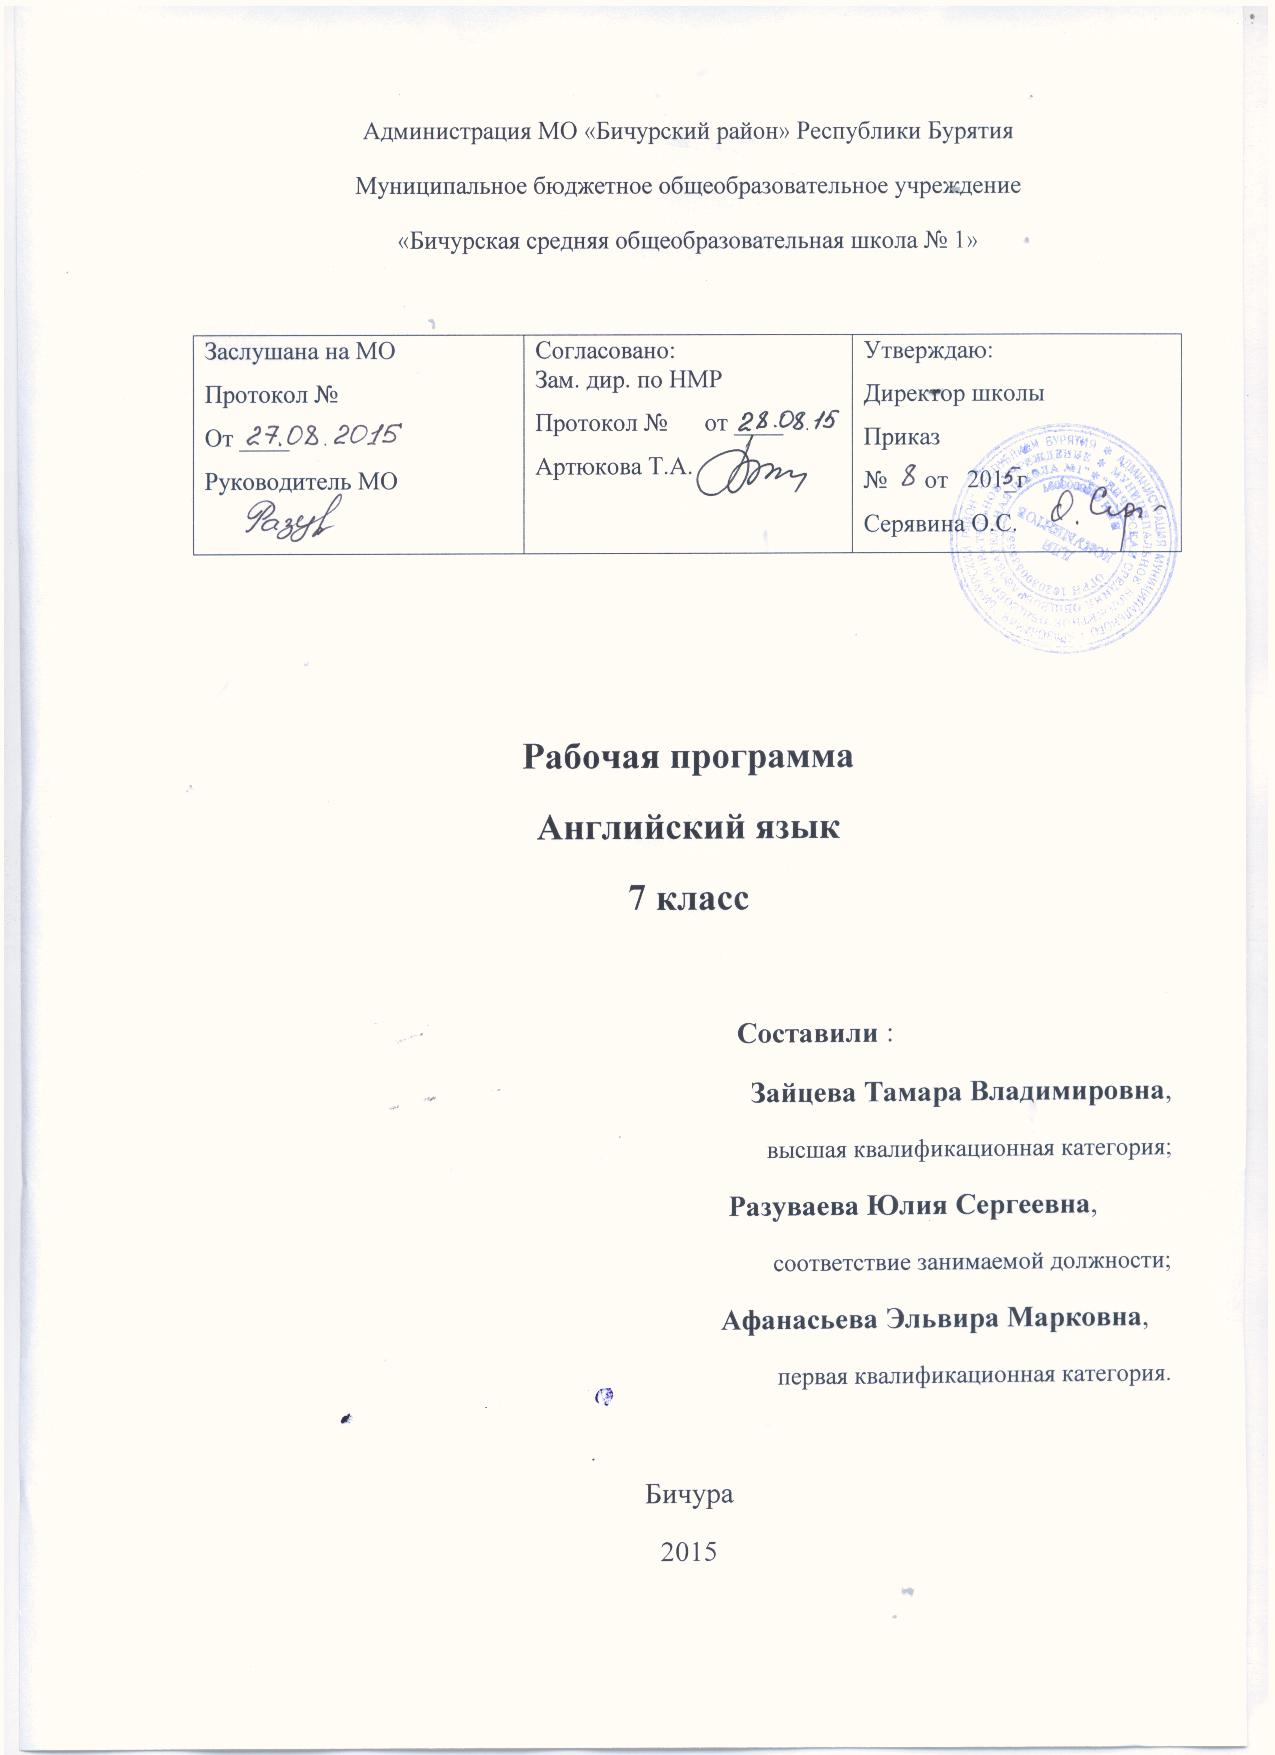 Администрация МО «Бичурский район» Республики Бурятия
Муниципальное бюджетное общеобразовательное учреждение
«Бичурская средняя общеобразовательная школа № 1»
Заслушана на МО
Протокол №
От 27.08.2015
Руководитель МО
Разув
Согласовано:
Зам. дир. по НМР
Протокол № от 28.08.15
Артюкова Т.А.
Утверждаю:
Директор школы
Приказ
№ 8 от 2015г
Серявина О.С.
ДЛЯ
ДОКУМЕНТОВ
Рабочая программа
Английский язык
7 класс
Составили :
Зайцева Тамара Владимировна,
высшая квалификационная категория;
Разуваева Юлия Сергеевна,
соответствие занимаемой должности;
Афанасьева Эльвира Марковна,
первая квалификационная категория.
Бичура
2015